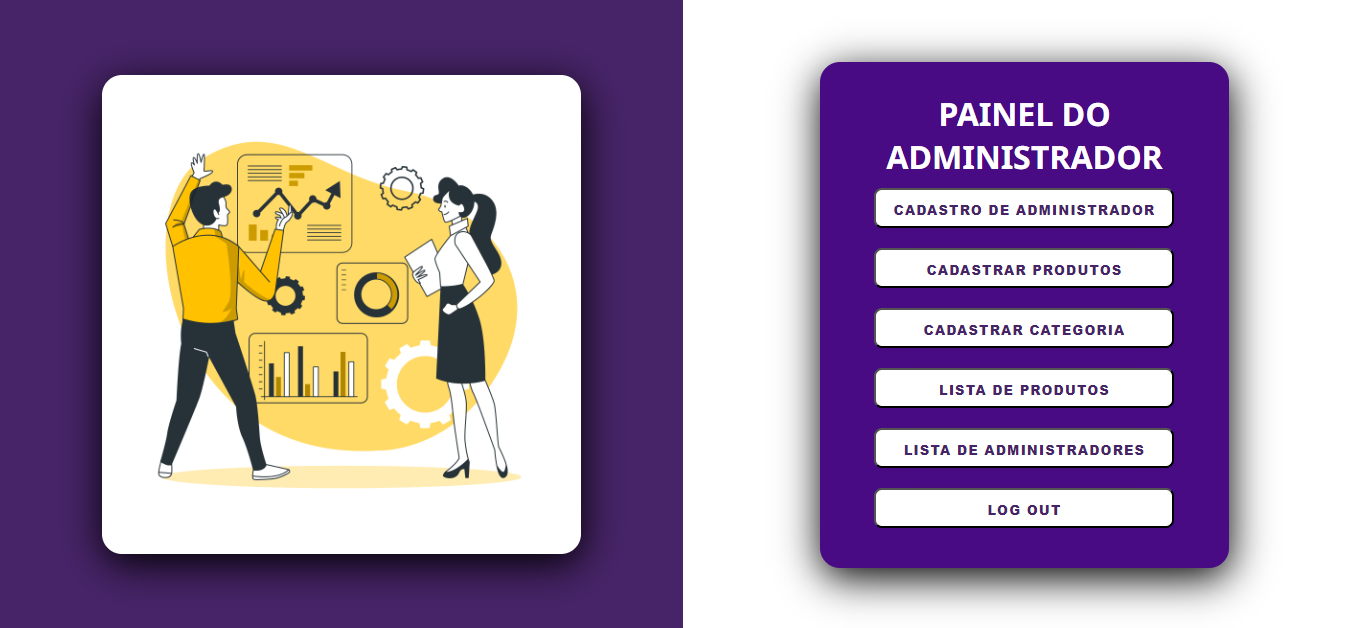 PAINEL DO
ADMINISTRADOR
CADASTRO DE ADMINISTRADOR
CADASTRAR PRODUTOS
CADASTRAR CATEGORIA
LISTA DE PRODUTOS
LISTA DE ADMINISTRADORES
LOG OUT